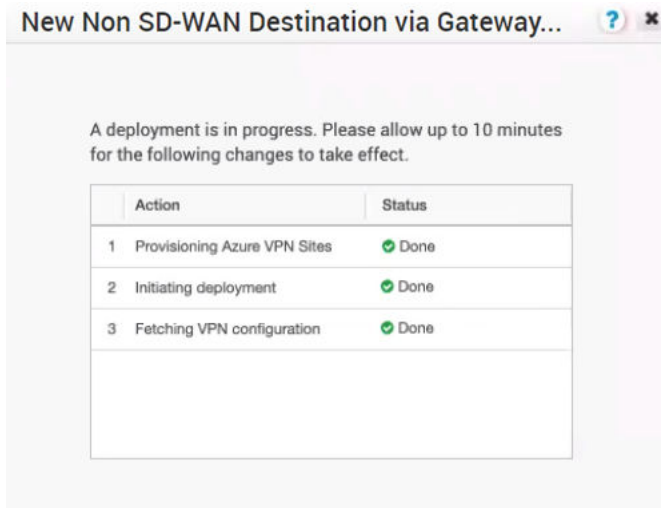 New Non SD-WAN Destination via Gateway...
?
A deployment is in progress. Please allow up to 10 minutes
for the following changes to take effect.
Action Status
1 Provisioning Azure VPN Sites Done
2 Initiating deployment Done
3 Fetching VPN configuration Done